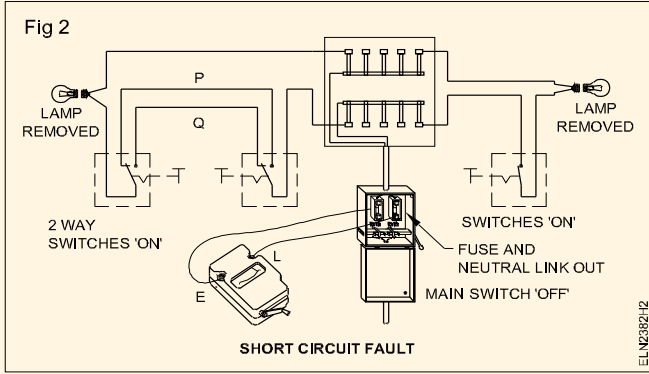 Fig 2
P
LAMP
REMOVED
Q
LAMP
REMOVED
2 WAY
SWITCHES 'ON'
SWITCHES 'ON'
L
E
FUSE AND
NEUTRAL LINK OUT
MAIN SWITCH 'OFF'
SHORT CIRCUIT FAULT
ELN2382H2